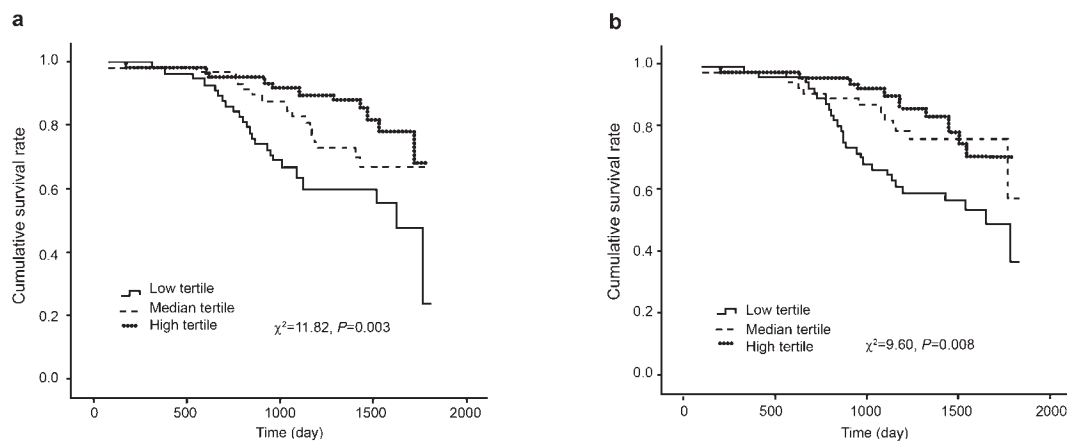 a
Cumulative survival rate
1.0
0.8
0.6
0.4
0.2
0.0
Low tertile
Median tertile
High tertile
χ²=11.82, P=0.003
0 500 1000 1500 2000
Time (day)
b
Cumulative survival rate
1.0
0.8
0.6
0.4
0.2
0.0
Low tertile
Median tertile
High tertile
χ²=9.60, P=0.008
0 500 1000 1500 2000
Time (day)